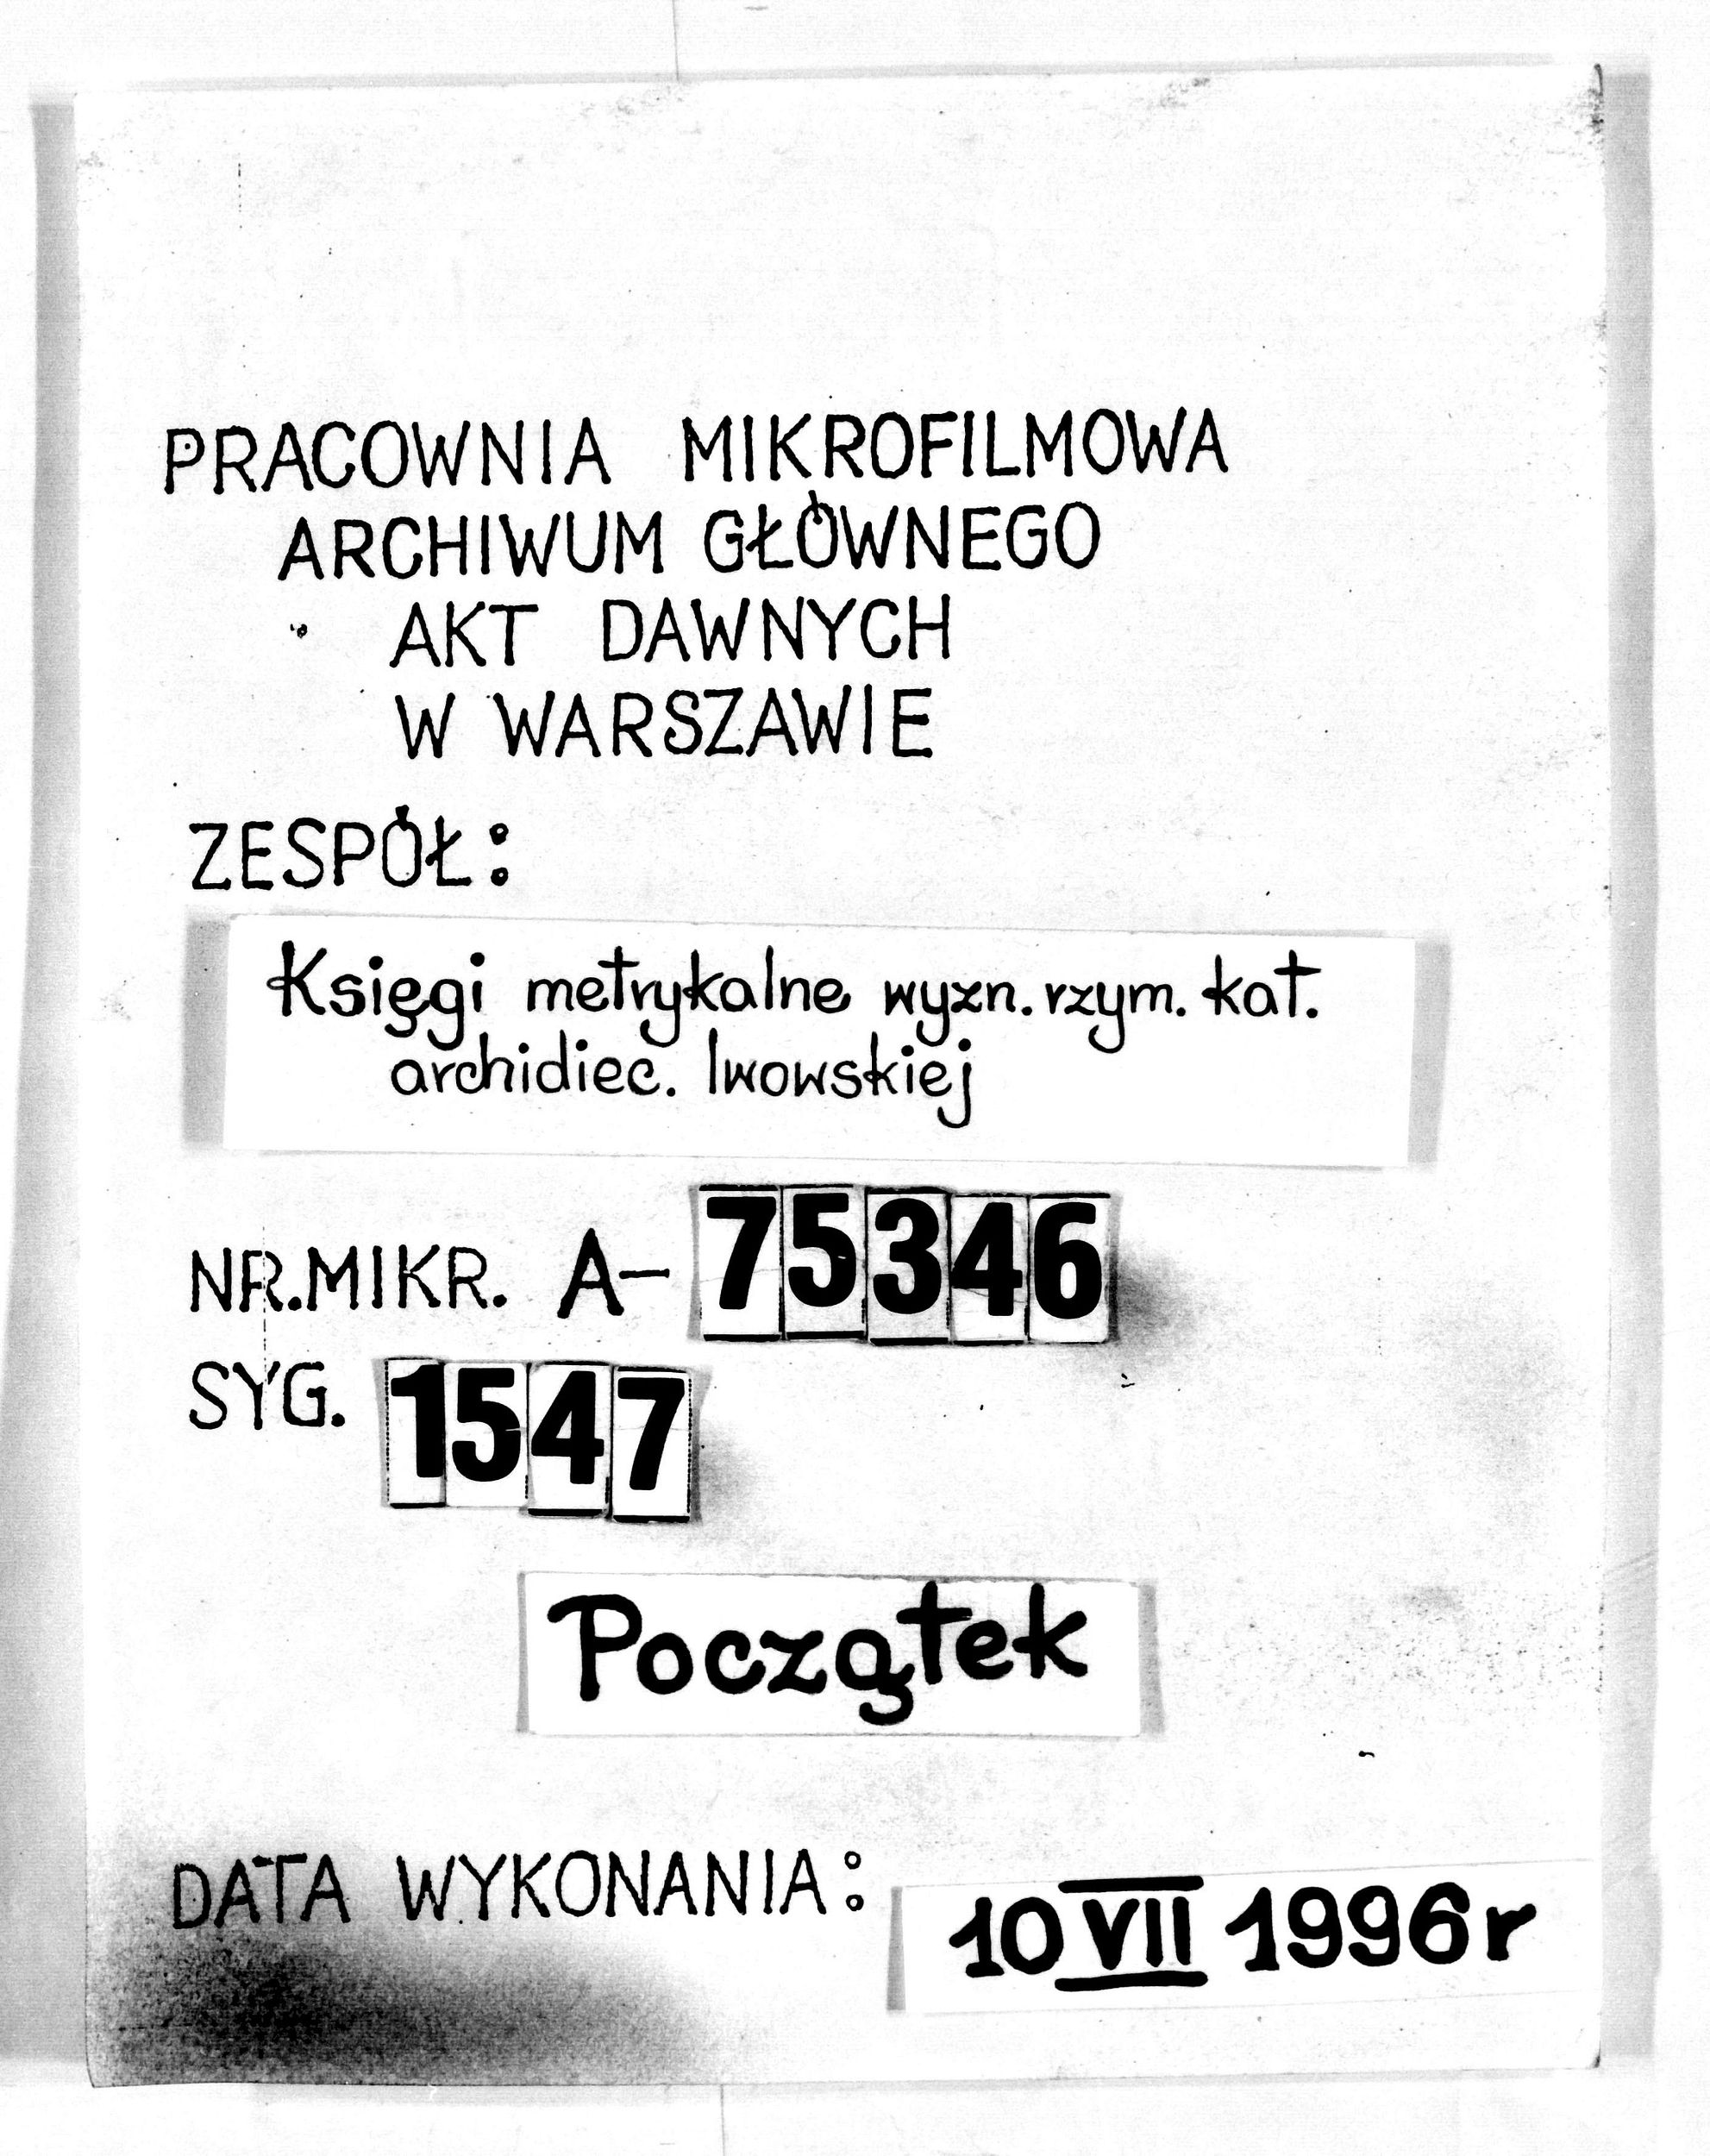 PRACOWNIA MIKROFILMOWA
ARCHIWUM GŁÓWNEGO
AKT DAWNYCH
W WARSZAWIE
ZESPÓŁ:
Księgi metrykalne wyzn. rzym. kat.
archidiec. lwowskiej
NR. MIKR. A- 75346
SYG. 1547
Początek
DATA WYKONANIA: 10 VII 1996 r